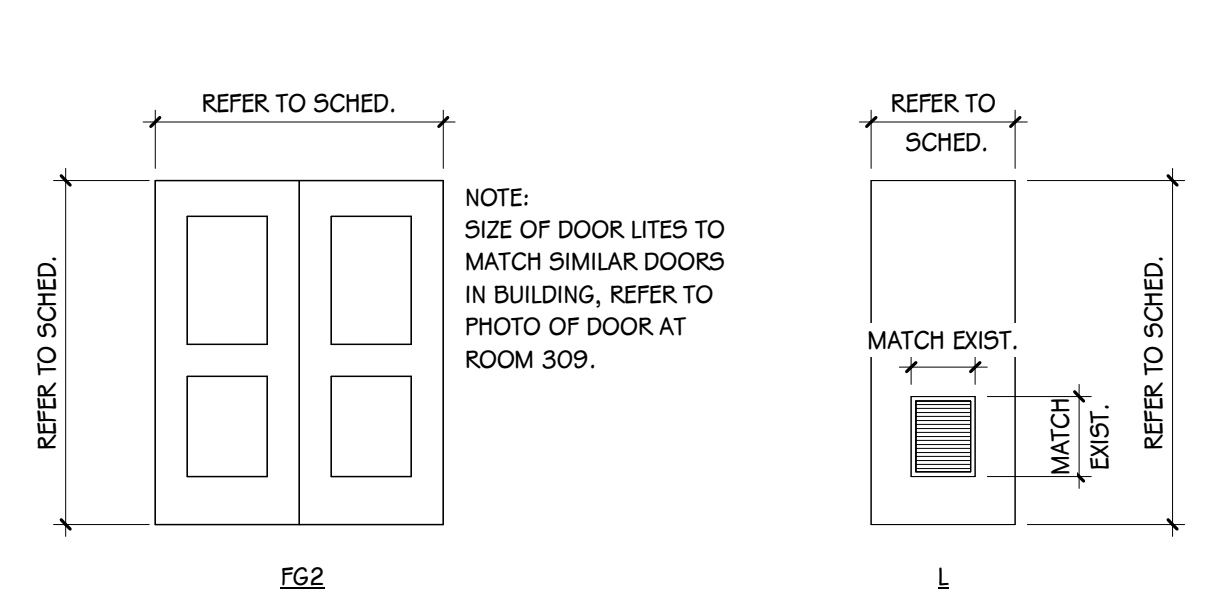 REFER TO SCHED.
REFER TO SCHED.
NOTE:
SIZE OF DOOR LITES TO
MATCH SIMILAR DOORS
IN BUILDING, REFER TO
PHOTO OF DOOR AT
ROOM 309.
FG2
REFER TO
SCHED.
MATCH EXIST.
MATCH
EXIST.
REFER TO SCHED.
L